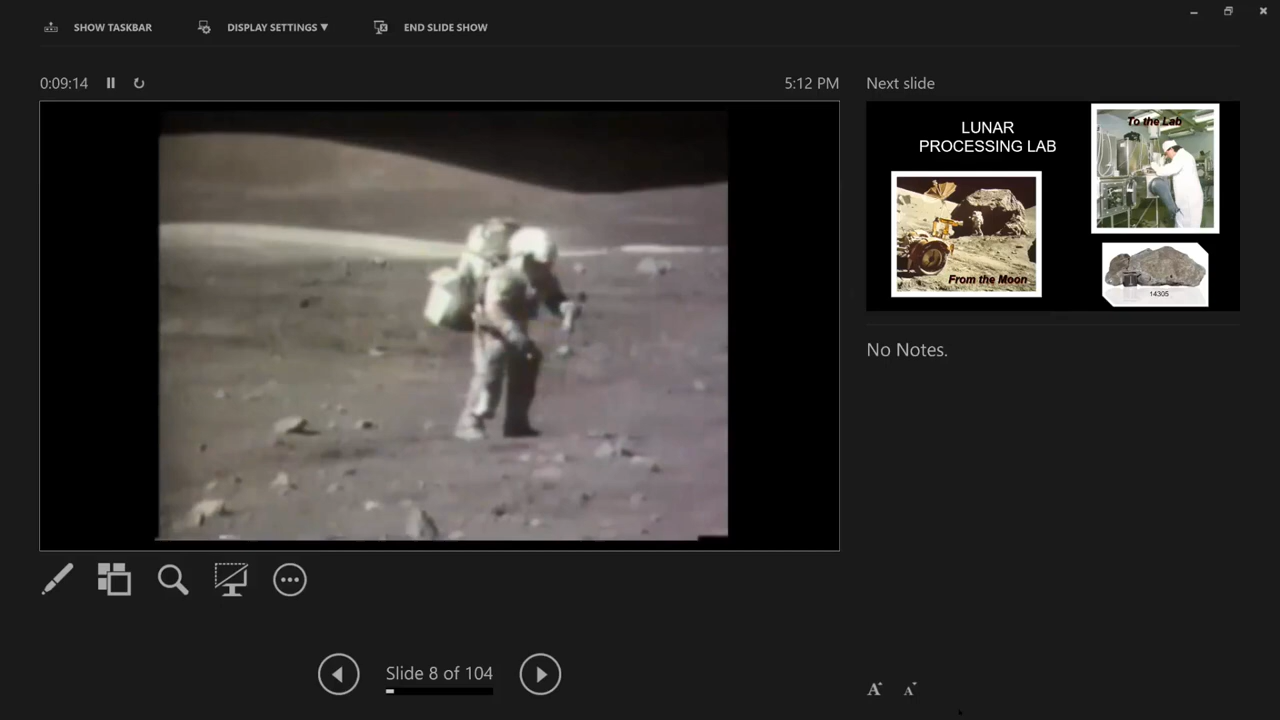 SHOW TASKBAR
DISPLAY SETTINGS ▼
END SLIDE SHOW
0:09:14
5:12 PM
Next slide
LUNAR
PROCESSING LAB
To the Lab
From the Moon
14305
No Notes.
Slide 8 of 104
A A